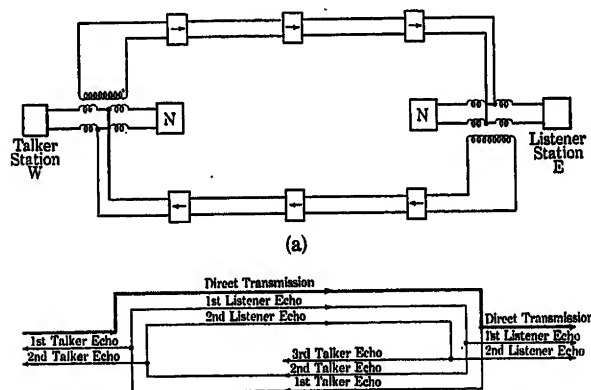 N
Talker
Station
W
N
Listener
Station
E
(a)
Direct Transmission
1st Listener Echo
2nd Listener Echo
1st Talker Echo
2nd Talker Echo
3rd Talker Echo
2nd Talker Echo
1st Talker Echo
Direct Transmission
1st Listener Echo
2nd Listener Echo